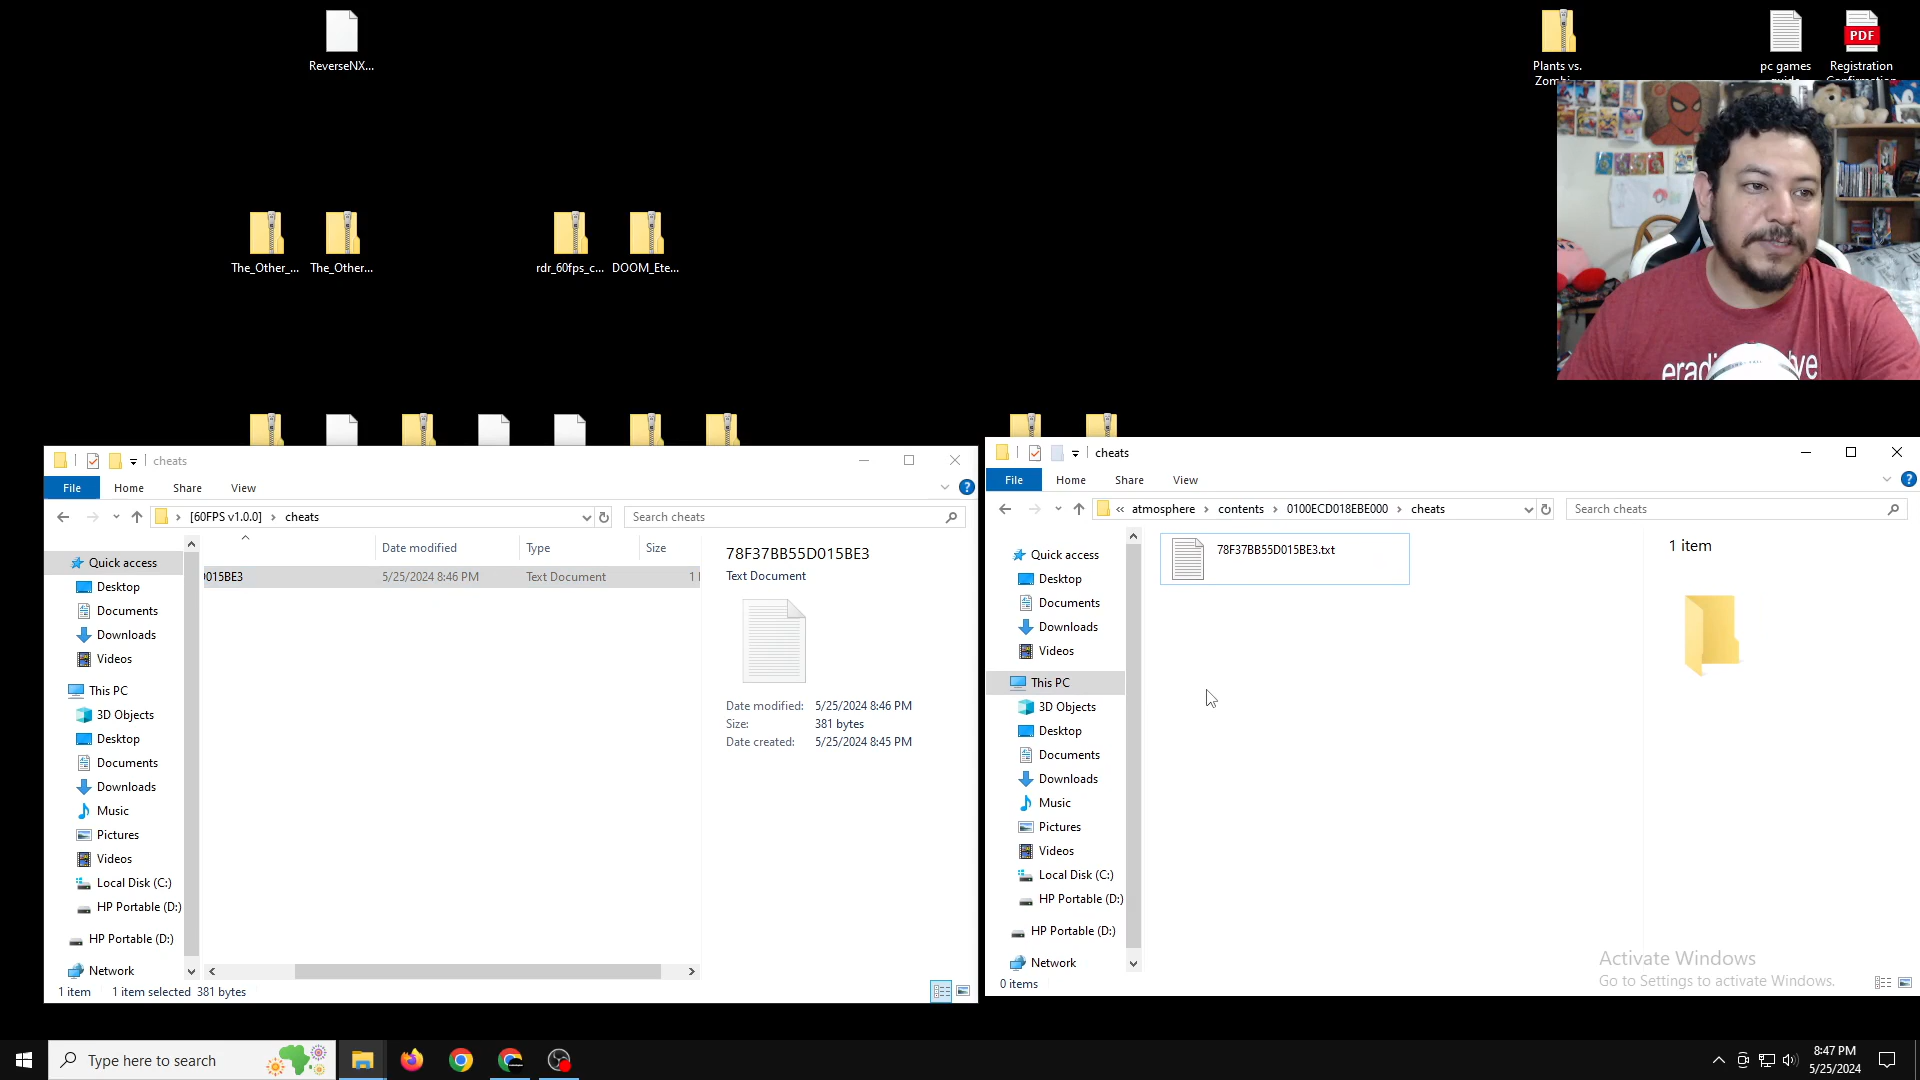 ReverseNX...
Plants vs.
Zombi...
pc games
guide
Registration
Confirmation
PDF
The_Other_...
The_Other...
rdr_60fps_c...
DOOM_Ete...
cheats
File
Home
Share
View
[60FPS v1.0.0]
cheats
Search cheats
Date modified
Type
Size
015BE3
5/25/2024 8:46 PM
Text Document
1
Quick access
Desktop
Documents
Downloads
Videos
This PC
3D Objects
Desktop
Documents
Downloads
Music
Pictures
Videos
Local Disk (C:)
HP Portable (D:)
HP Portable (D:)
Network
78F37BB55D015BE3
Text Document
Date modified: 5/25/2024 8:46 PM
Size: 381 bytes
Date created: 5/25/2024 8:45 PM
1 item 1 item selected 381 bytes
cheats
File
Home
Share
View
« atmosphere
contents
0100ECD018EBE000
cheats
Search cheats
78F37BB55D015BE3.txt
1 item
Quick access
Desktop
Documents
Downloads
Videos
This PC
3D Objects
Desktop
Documents
Downloads
Music
Pictures
Videos
Local Disk (C:)
HP Portable (D:)
HP Portable (D:)
Network
0 items
Activate Windows
Go to Settings to activate Windows.
Type here to search
8:47 PM
5/25/2024